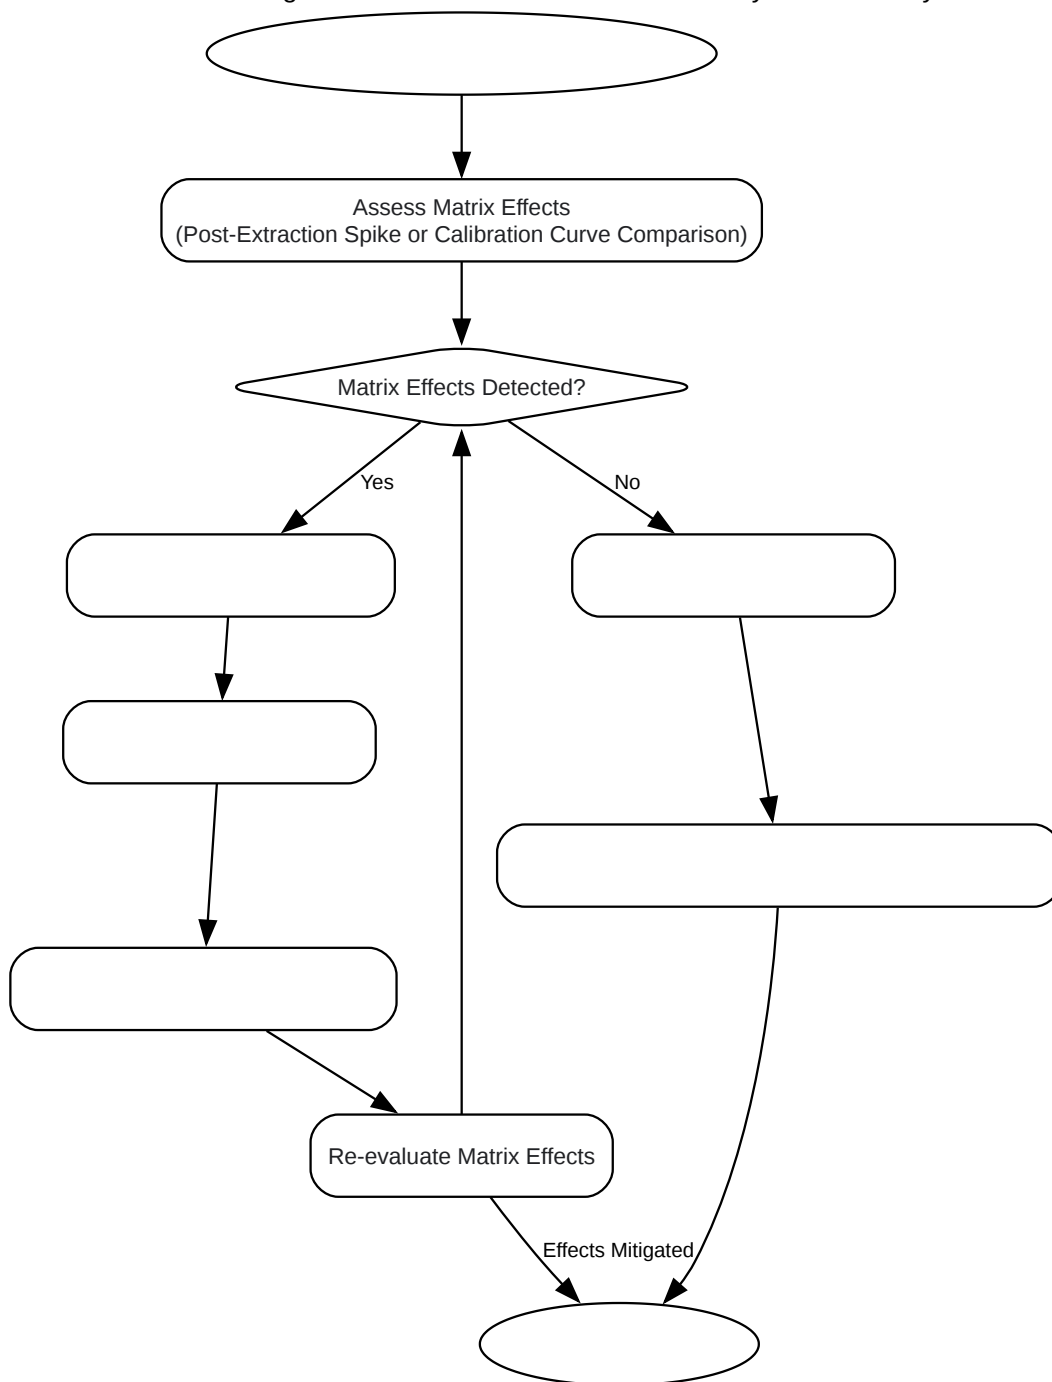 Assess Matrix Effects
(Post-Extraction Spike or Calibration Curve Comparison)
Matrix Effects Detected?
Yes
No
Re-evaluate Matrix Effects
Effects Mitigated